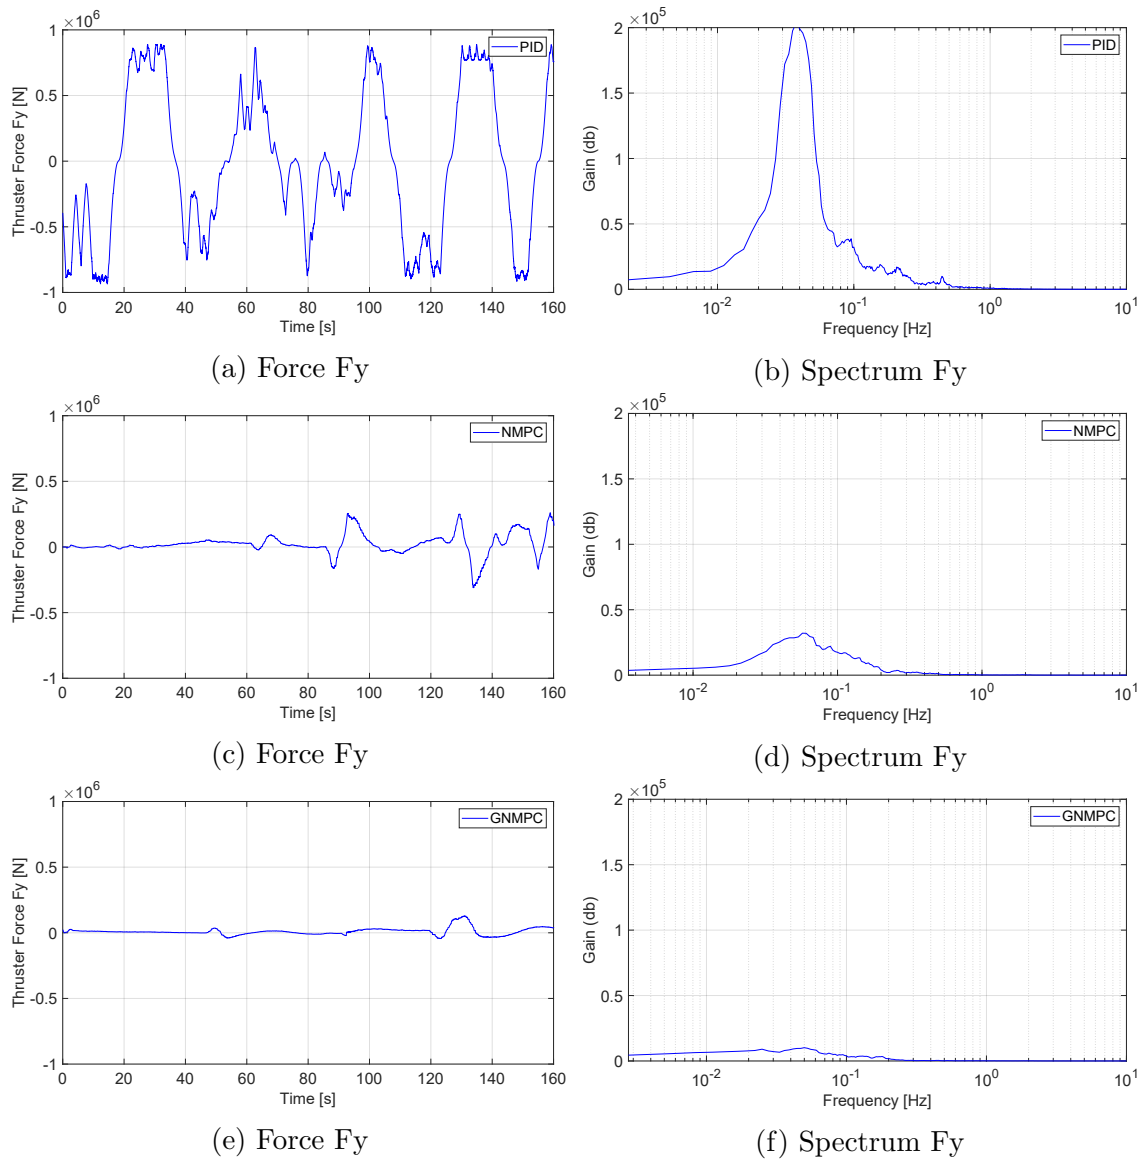 ×10^6
×10^5
1
0.5
0
-0.5
-1
Thruster Force Fy [N]
PID
0 20 40 60 80 100 120 140 160
Time [s]
(a) Force Fy
2
1.5
1
0.5
0
Gain (db)
PID
10^-2 10^-1 10^0 10^1
Frequency [Hz]
(b) Spectrum Fy
×10^6
1
0.5
0
-0.5
-1
Thruster Force Fy [N]
NMPC
0 20 40 60 80 100 120 140 160
Time [s]
(c) Force Fy
×10^5
2
1.5
1
0.5
0
Gain (db)
NMPC
10^-2 10^-1 10^0 10^1
Frequency [Hz]
(d) Spectrum Fy
×10^6
1
0.5
0
-0.5
-1
Thruster Force Fy [N]
GNMPC
0 20 40 60 80 100 120 140 160
Time [s]
(e) Force Fy
×10^5
2
1.5
1
0.5
0
Gain (db)
GNMPC
10^-2 10^-1 10^0 10^1
Frequency [Hz]
(f) Spectrum Fy